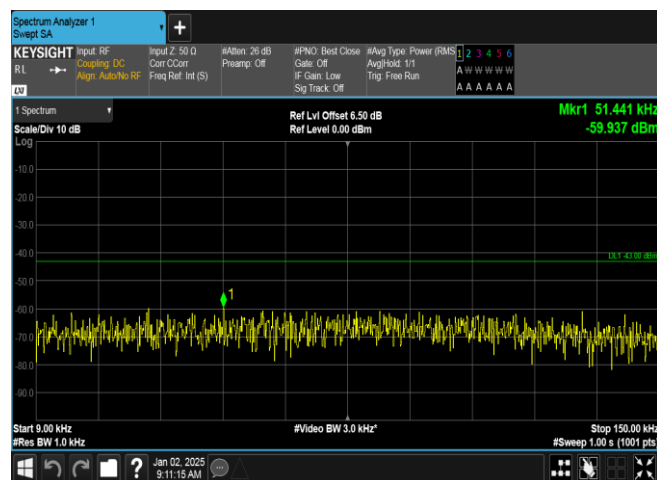 Spectrum Analyzer 1
Swept SA
+
KEYSIGHT
RL
LXI
Input: RF
Coupling: DC
Align: Auto/No RF
Input Z: 50 Ω
Corr CCorr
Freq Ref: Int (S)
#Atten: 26 dB
Preamp: Off
#PNO: Best Close
Gate: Off
IF Gain: Low
Sig Track: Off
#Avg Type: Power (RMS
Avg|Hold: 1/1
Trig: Free Run
1 2 3 4 5 6
A W W W W W
A A A A A A
1 Spectrum
Scale/Div 10 dB
Log
Ref Lvl Offset 6.50 dB
Ref Level 0.00 dBm
Mkr1 51.441 kHz
-59.937 dBm
-10.0
-20.0
-30.0
-40.0
DL1 -43.00 dBm
-50.0
1
-60.0
-70.0
-80.0
-90.0
Start 9.00 kHz
#Video BW 3.0 kHz*
Stop 150.00 kHz
#Res BW 1.0 kHz
#Sweep 1.00 s (1001 pts)
?
Jan 02, 2025
9:11:15 AM